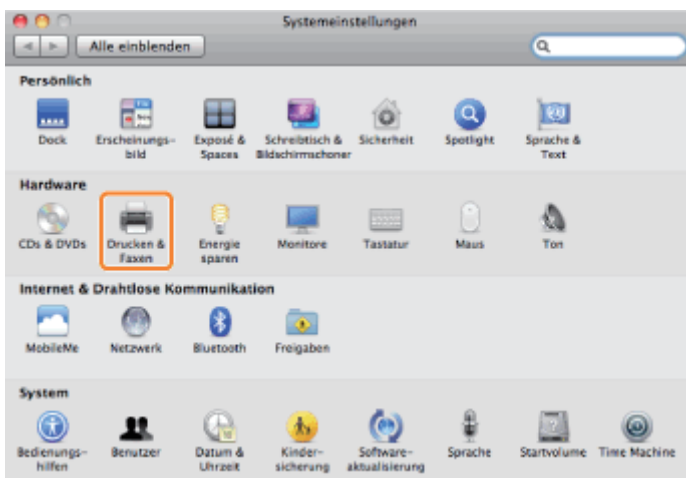 Systemeinstellungen
Alle einblenden
Persönlich
Dock Erscheinungs- Exposé & Schreibtisch & Sicherheit Spotlight Sprache &
bild Spaces Bildschirmschoner Text
Hardware
CDs & DVDs Drucken & Energie Monitore Tastatur Maus Ton
Faxen sparen
Internet & Drahtlose Kommunikation
MobileMe Netzwerk Bluetooth Freigaben
System
Bedienungs- Benutzer Datum & Kinder- Software- Sprache Startvolume Time Machine
hilfen Uhrzeit sicherung aktualisierung